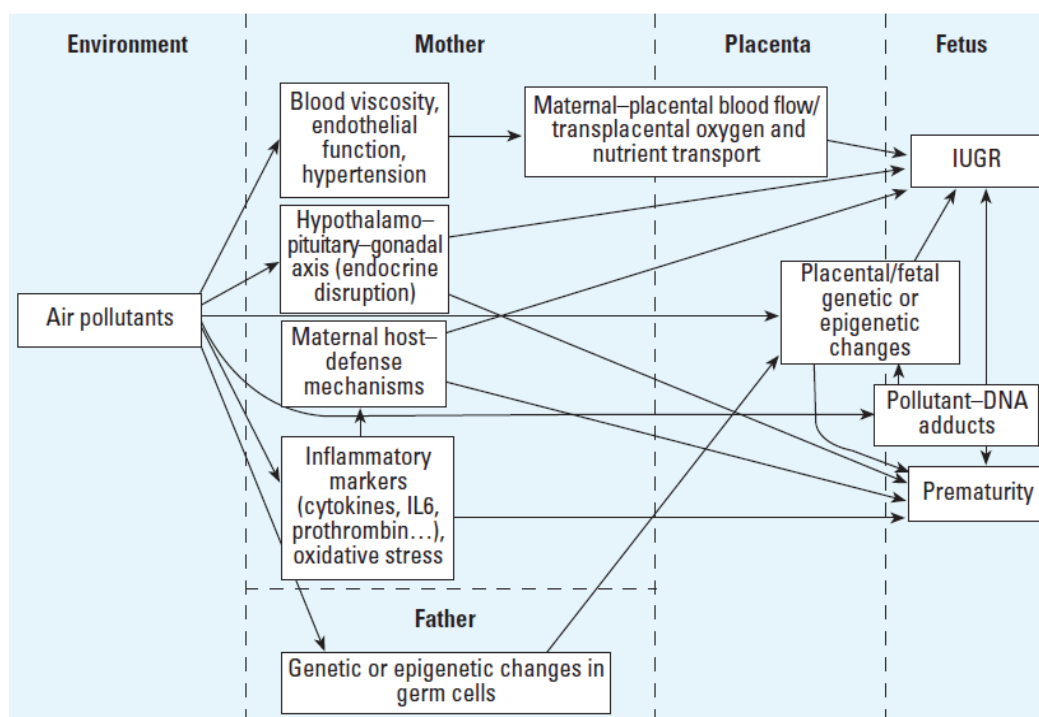 Environment
Mother
Placenta
Fetus
Blood viscosity,
endothelial
function,
hypertension
Maternal–placental blood flow/
transplacental oxygen and
nutrient transport
IUGR
Hypothalamo–
pituitary–gonadal
axis (endocrine
disruption)
Placental/fetal
genetic or
epigenetic
changes
Air pollutants
Maternal host–
defense
mechanisms
Pollutant–DNA
adducts
Inflammatory
markers
(cytokines, IL6,
prothrombin…),
oxidative stress
Prematurity
Father
Genetic or epigenetic changes in
germ cells